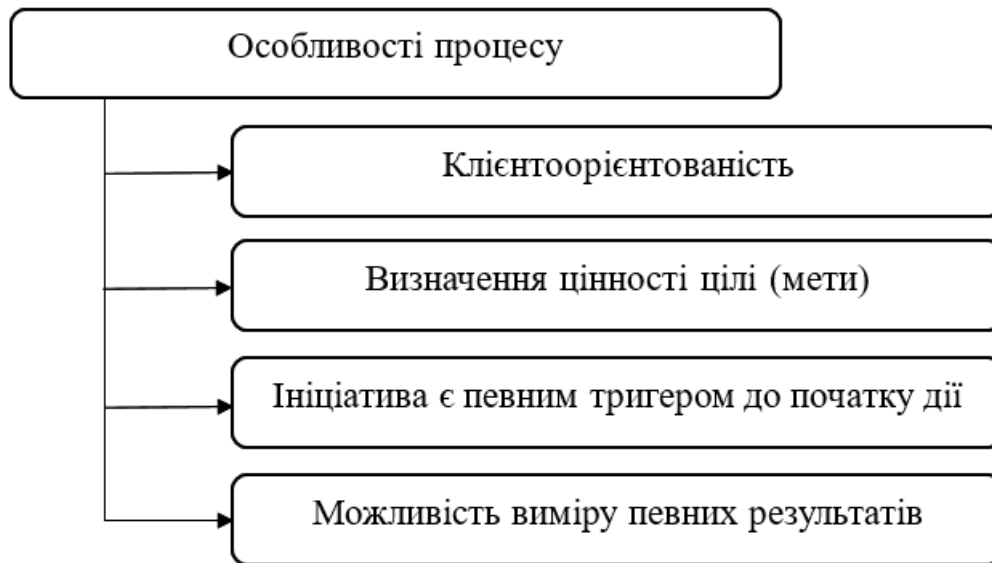 Особливості процесу
Клієнтоорієнтованість
Визначення цінності цілі (мети)
Ініціатива є певним тригером до початку дії
Можливість виміру певних результатів